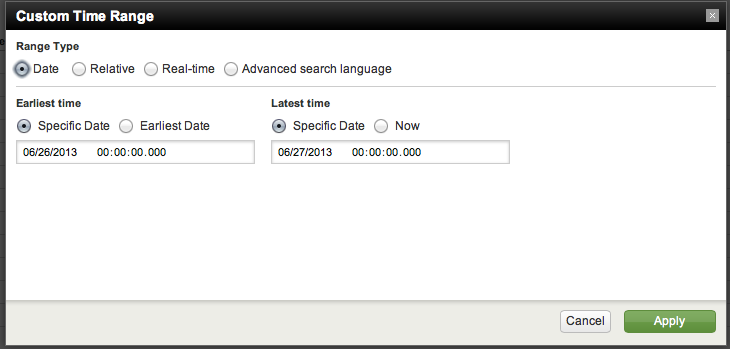 Custom Time Range
Range Type
Date Relative Real-time Advanced search language
Earliest time Latest time
Specific Date Earliest Date Specific Date Now
06/26/2013 00:00:00.000 06/27/2013 00:00:00.000
Cancel Apply